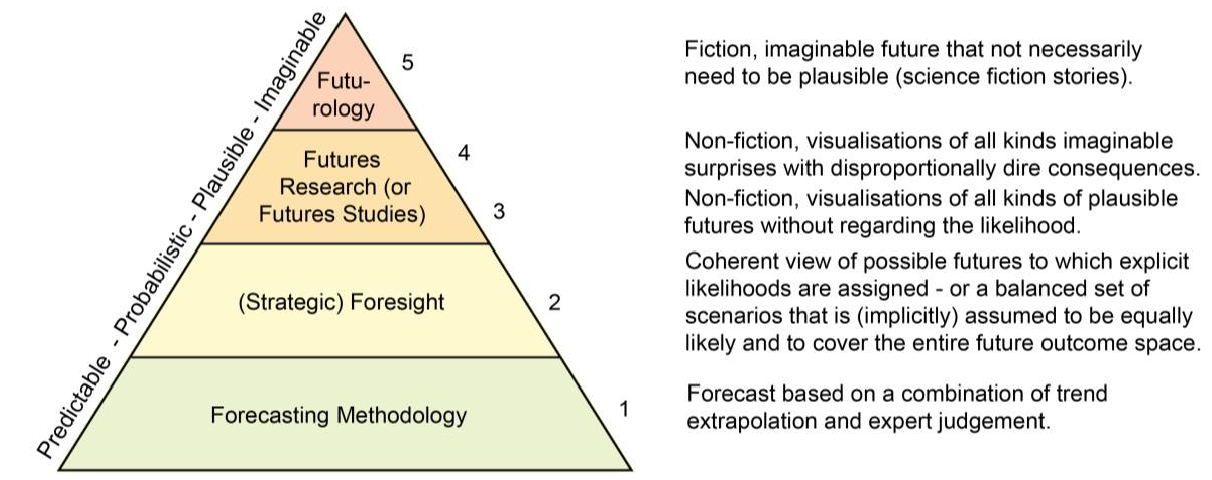 Predictable - Probabilistic - Plausible - Imaginable
Futu-
rology
5
Fiction, imaginable future that not necessarily
need to be plausible (science fiction stories).
Futures
Research (or
Futures Studies)
4
Non-fiction, visualisations of all kinds imaginable
surprises with disproportionally dire consequences.
3
Non-fiction, visualisations of all kinds of plausible
futures without regarding the likelihood.
(Strategic) Foresight
2
Coherent view of possible futures to which explicit
likelihoods are assigned - or a balanced set of
scenarios that is (implicitly) assumed to be equally
likely and to cover the entire future outcome space.
Forecasting Methodology
1
Forecast based on a combination of trend
extrapolation and expert judgement.